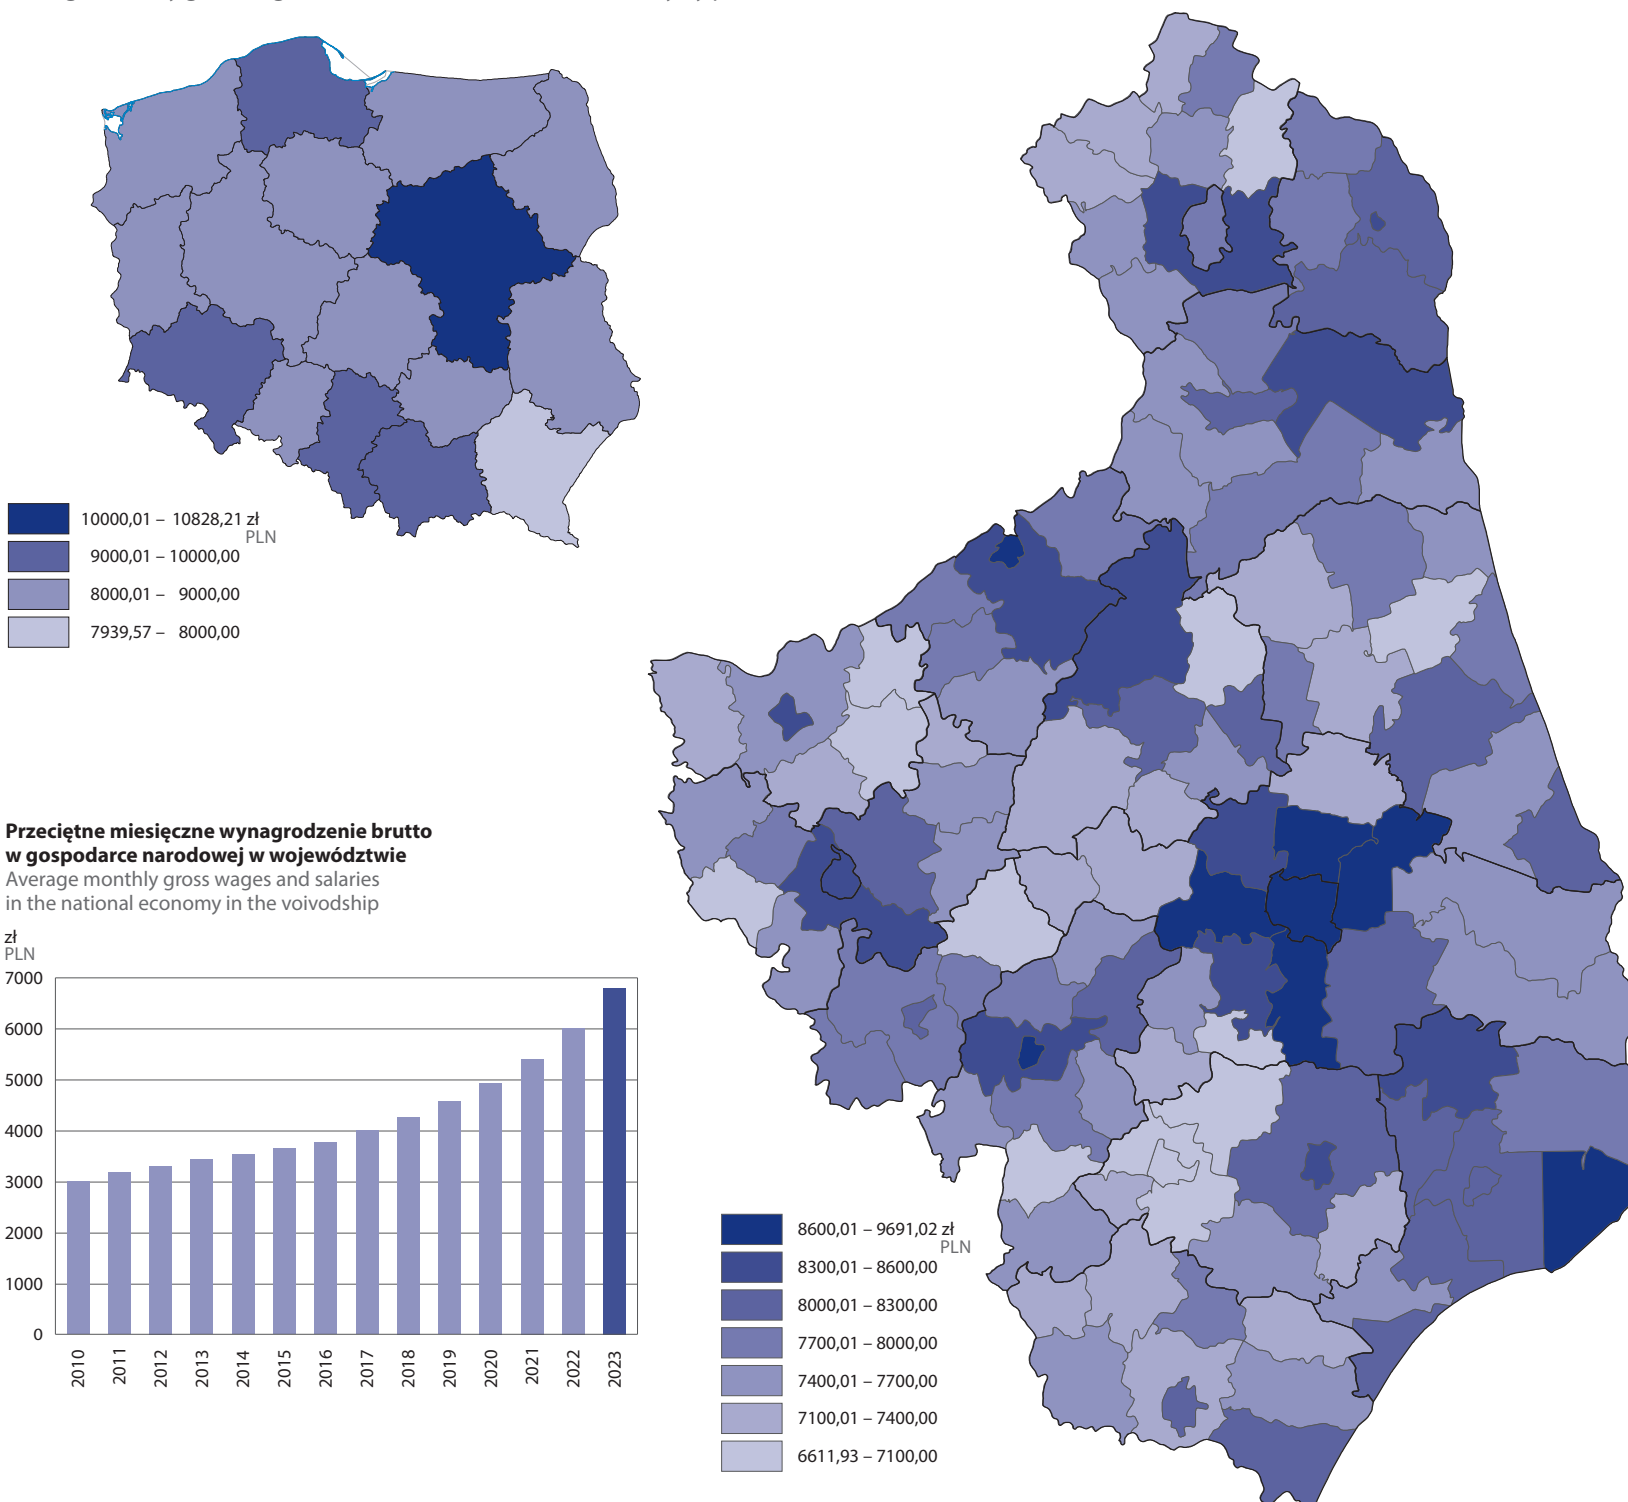 10000,01 – 10828,21 zł
PLN
9000,01 – 10000,00
8000,01 – 9000,00
7939,57 – 8000,00
Przeciętne miesięczne wynagrodzenie brutto
w gospodarce narodowej w województwie
Average monthly gross wages and salaries
in the national economy in the voivodship
zł
PLN
7000
6000
5000
4000
3000
2000
1000
0
2010
2011
2012
2013
2014
2015
2016
2017
2018
2019
2020
2021
2022
2023
8600,01 – 9691,02 zł
PLN
8300,01 – 8600,00
8000,01 – 8300,00
7700,01 – 8000,00
7400,01 – 7700,00
7100,01 – 7400,00
6611,93 – 7100,00